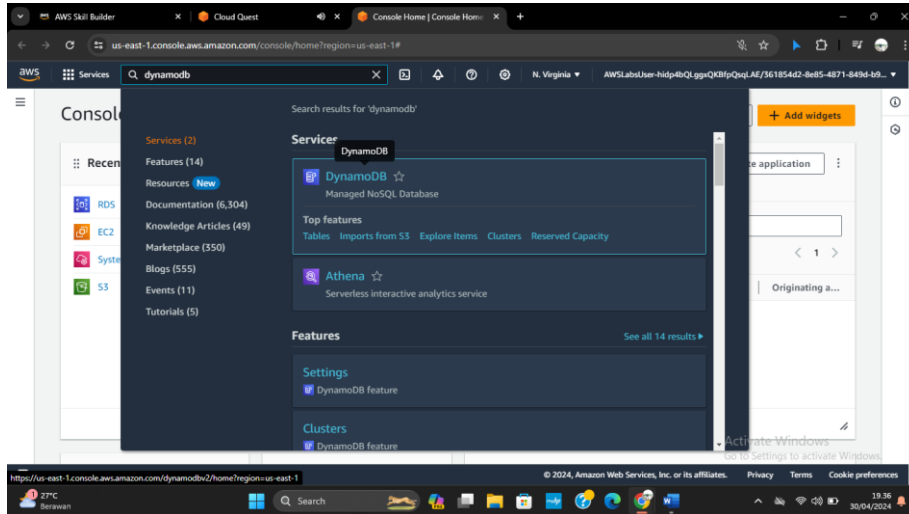 AWS Skill Builder
Cloud Quest
Console Home | Console Home
us-east-1.console.aws.amazon.com/console/home?region=us-east-1#
aws
Services
dynamodb
N. Virginia ▼
Console
+ Add widgets
Search results for 'dynamodb'
Services (2)
Features (14)
Resources New
Documentation (6,304)
Knowledge Articles (49)
Marketplace (350)
Blogs (555)
Events (11)
Tutorials (5)
Services
DynamoDB
DynamoDB
Managed NoSQL Database
Top features
Tables Imports from S3 Explore Items Clusters Reserved Capacity
Athena
Serverless interactive analytics service
Features
See all 14 results
Settings
DynamoDB feature
Clusters
DynamoDB feature
Recen
RDS
EC2
Syste
S3
te application
< 1 >
Originating a...
Activate Windows
Go to Settings to activate Windows.
https://us-east-1.console.aws.amazon.com/dynamodbv2/home?region=us-east-1
© 2024, Amazon Web Services, Inc. or its affiliates.
Privacy Terms Cookie preferences
1
27°C
Berawan
Search
19.36
30/04/2024